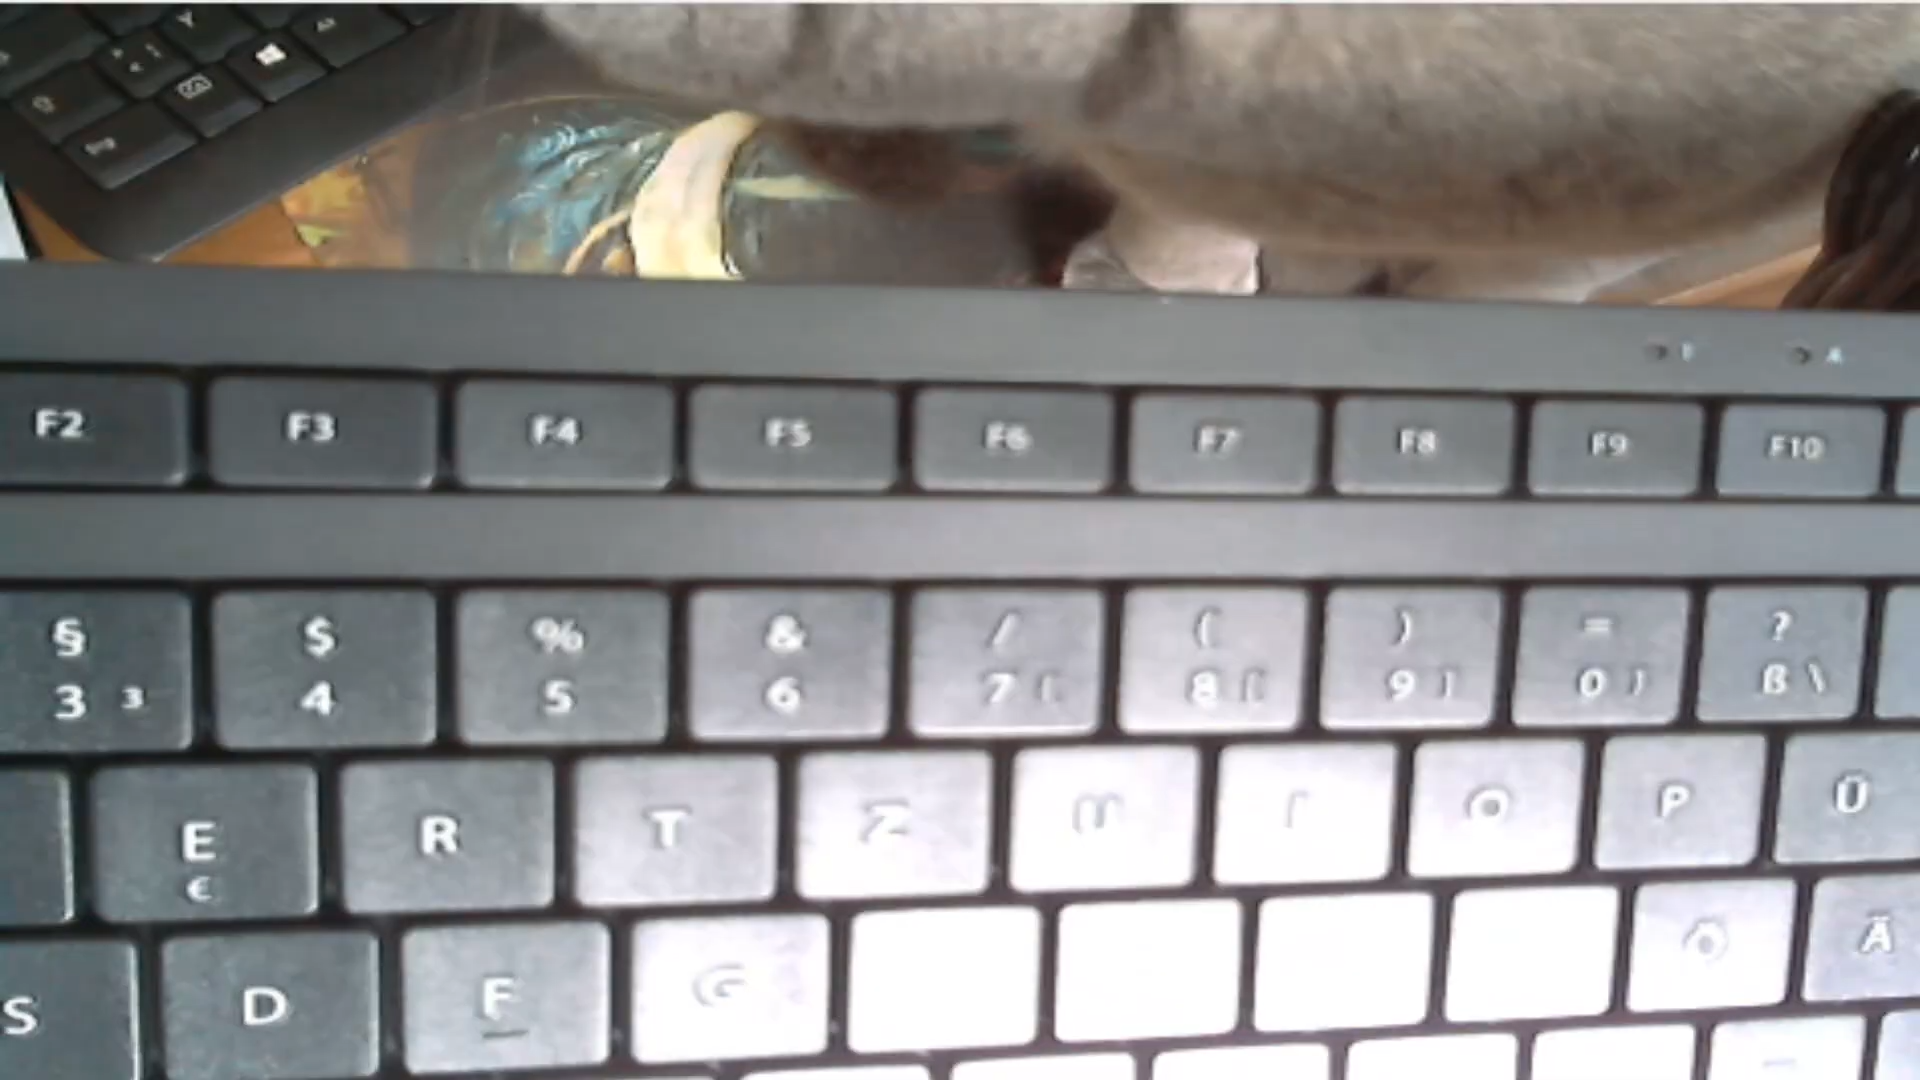 Y
F2 F3 F4 F5 F6 F7 F8 F9 F10
§ $ % & / ( ) = ?
3 3 4 5 6 7 { 8 [ 9 ] 0 } ß \
E R T Z U I O P Ü
€
S D F G Ö Ä